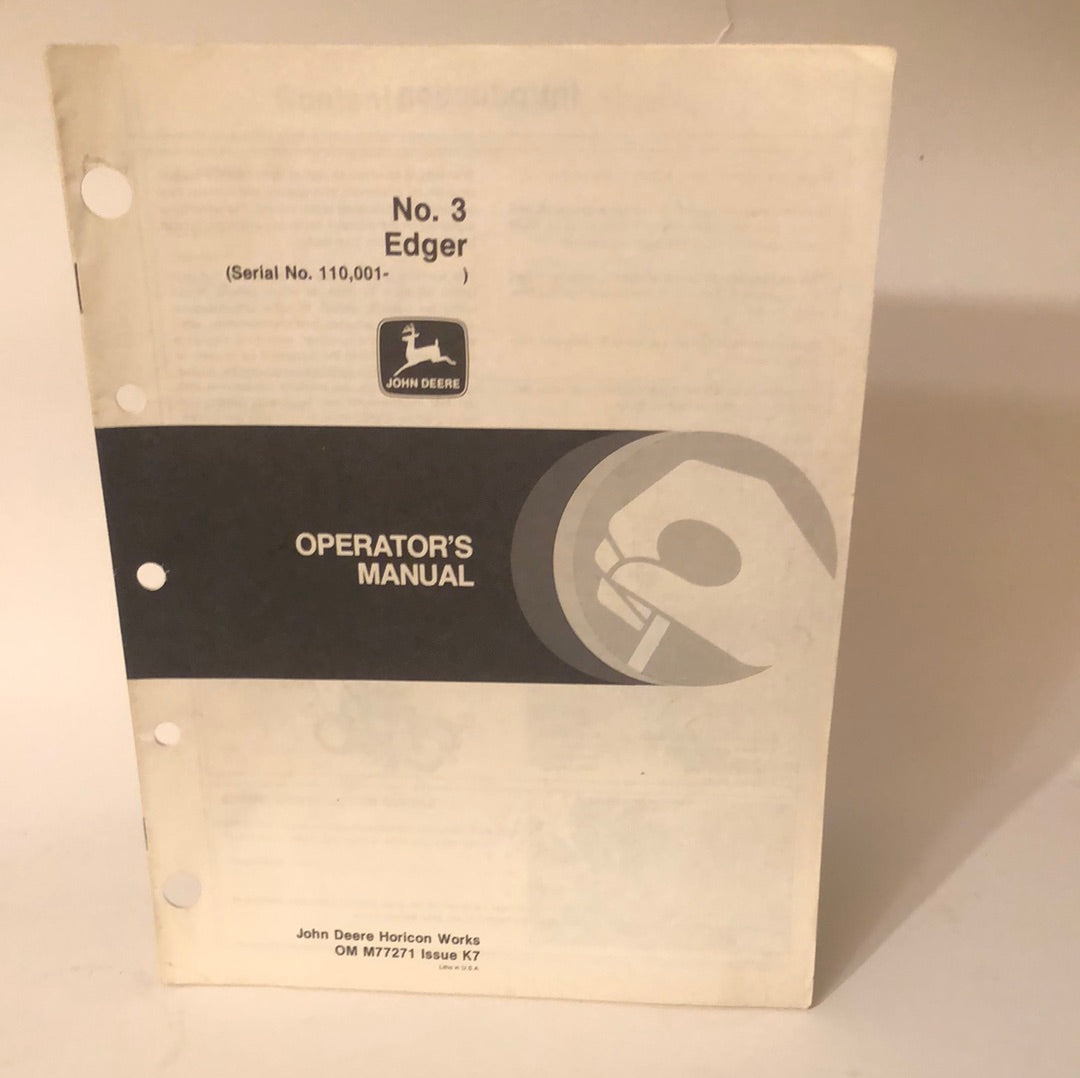 No. 3
Edger
(Serial No. 110,001- )
JOHN DEERE
OPERATOR'S
MANUAL
John Deere Horicon Works
OM M77271 Issue K7
Litho in U.S.A.